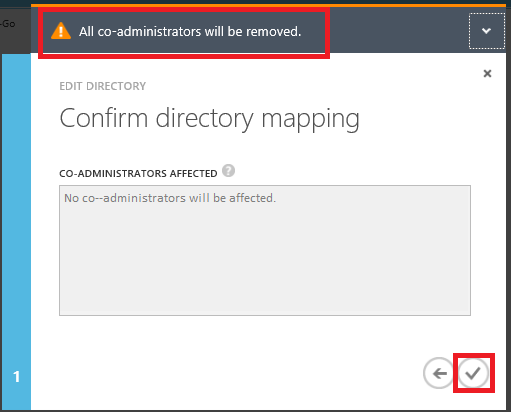 -Go
All co-administrators will be removed.
EDIT DIRECTORY
Confirm directory mapping
CO-ADMINISTRATORS AFFECTED ?
No co--administrators will be affected.
1